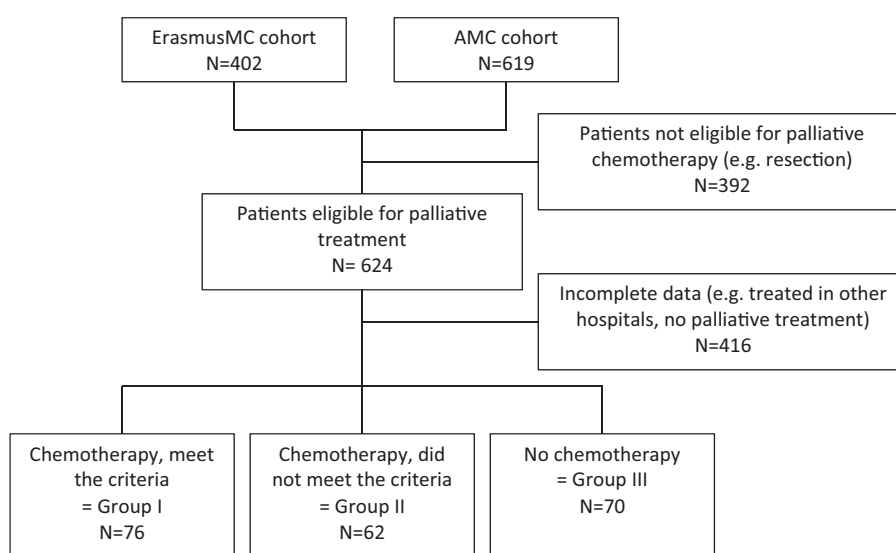 ErasmusMC cohort
N=402
AMC cohort
N=619
Patients not eligible for palliative
chemotherapy (e.g. resection)
N=392
Patients eligible for palliative
treatment
N= 624
Incomplete data (e.g. treated in other
hospitals, no palliative treatment)
N=416
Chemotherapy, meet
the criteria
= Group I
N=76
Chemotherapy, did
not meet the criteria
= Group II
N=62
No chemotherapy
= Group III
N=70